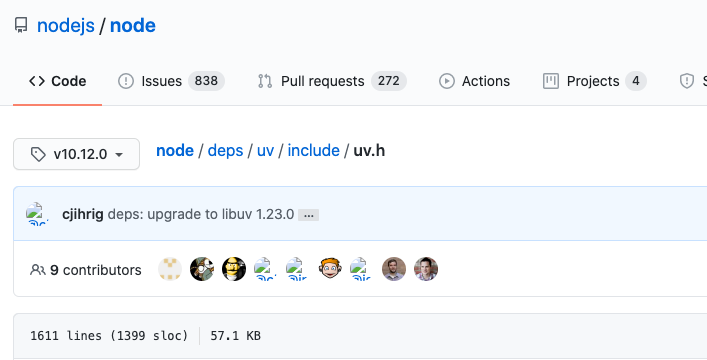 nodejs / node
Code Issues 838 Pull requests 272 Actions Projects 4 S
v10.12.0 node / deps / uv / include / uv.h
cjihrig deps: upgrade to libuv 1.23.0 ...
9 contributors
1611 lines (1399 sloc) 57.1 KB